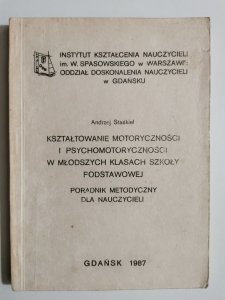 INSTYTUT KSZTAŁCENIA NAUCZYCIELI
im. W. SPASOWSKIEGO w WARSZAWIE
ODDZIAŁ DOSKONALENIA NAUCZYCIELI
w GDAŃSKU
Andrzej Staśkiel
KSZTAŁTOWANIE MOTORYCZNOŚCI
I PSYCHOMOTORYCZNOŚCI
W MŁODSZYCH KLASACH SZKOŁY
PODSTAWOWEJ
PORADNIK METODYCZNY
DLA NAUCZYCIELI
GDAŃSK 1987